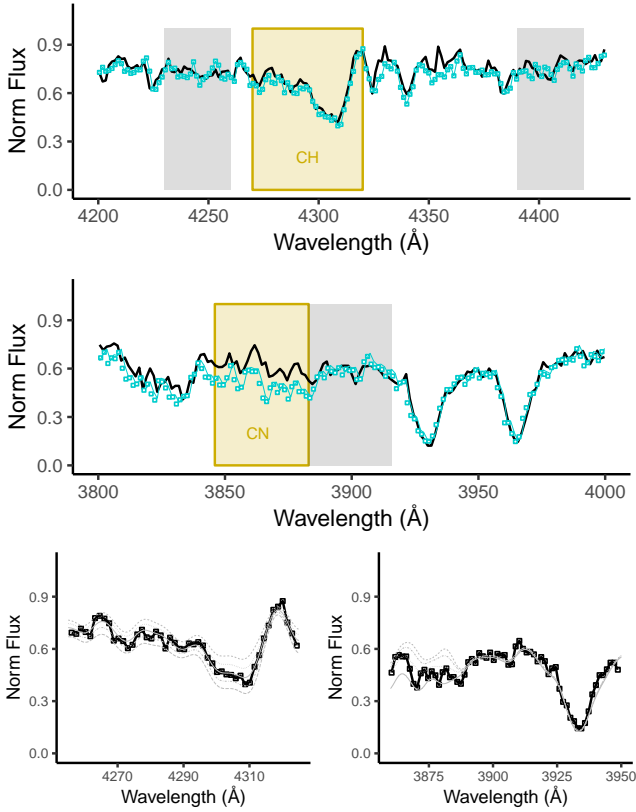 Norm Flux
0.9
0.6
0.3
0.0
CH
4200 4250 4300 4350 4400
Wavelength (Å)
Norm Flux
0.9
0.6
0.3
0.0
CN
3800 3850 3900 3950 4000
Wavelength (Å)
Norm Flux
0.9
0.6
0.3
0.0
4270 4290 4310
Wavelength (Å)
Norm Flux
0.9
0.6
0.3
0.0
3875 3900 3925 3950
Wavelength (Å)